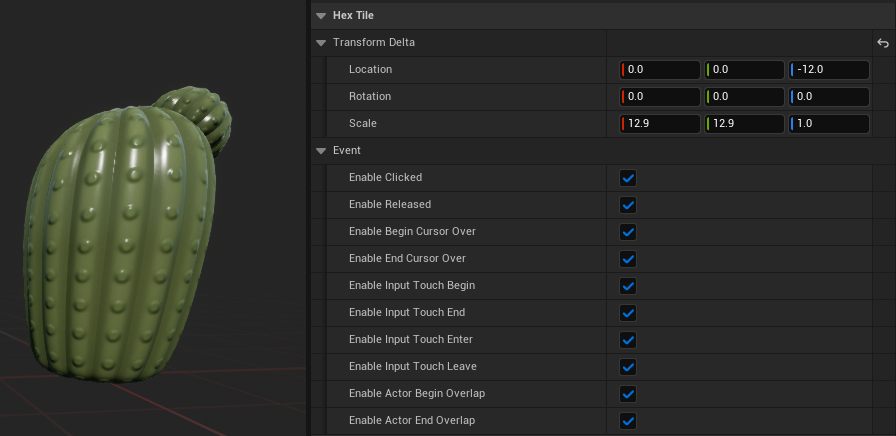 Hex Tile
Transform Delta
Location 0.0 0.0 -12.0
Rotation 0.0 0.0 0.0
Scale 12.9 12.9 1.0
Event
Enable Clicked
Enable Released
Enable Begin Cursor Over
Enable End Cursor Over
Enable Input Touch Begin
Enable Input Touch End
Enable Input Touch Enter
Enable Input Touch Leave
Enable Actor Begin Overlap
Enable Actor End Overlap